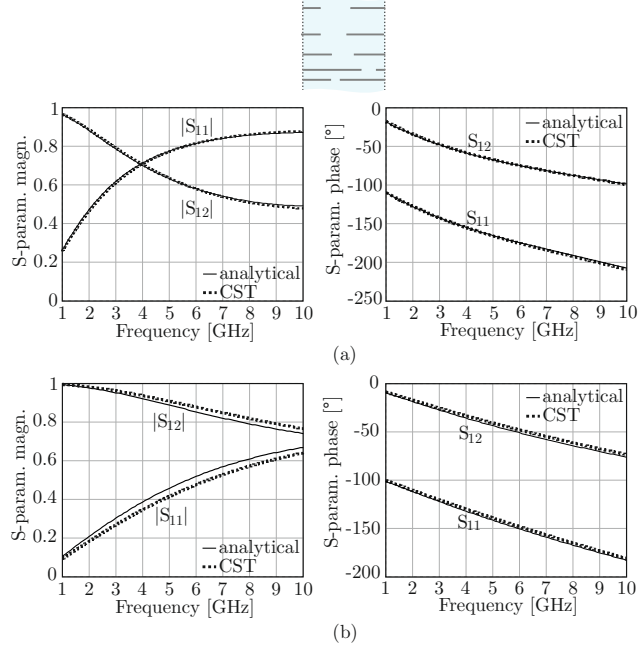 1
0.8
0.6
0.4
0.2
0
S-param. magn.
|S11|
|S12|
analytical
CST
1 2 3 4 5 6 7 8 9 10
Frequency [GHz]
0
-50
-100
-150
-200
-250
S-param. phase [°]
analytical
CST
S12
S11
1 2 3 4 5 6 7 8 9 10
Frequency [GHz]
(a)
1
0.8
0.6
0.4
0.2
0
S-param. magn.
|S12|
|S11|
analytical
CST
1 2 3 4 5 6 7 8 9 10
Frequency [GHz]
0
-50
-100
-150
-200
S-param. phase [°]
analytical
CST
S12
S11
1 2 3 4 5 6 7 8 9 10
Frequency [GHz]
(b)